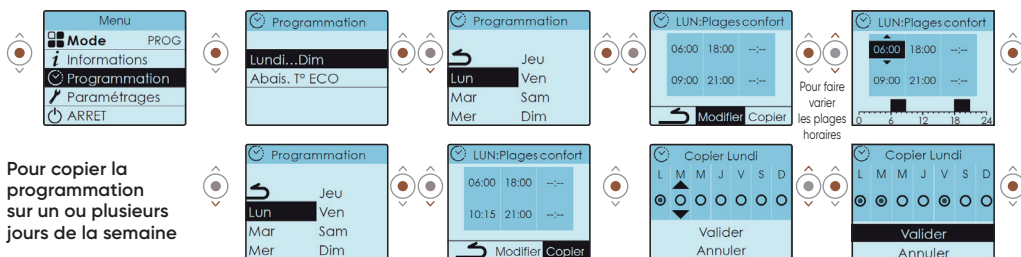 Menu
Mode PROG
i Informations
Programmation
Paramétrages
ARRET
Programmation
Lundi...Dim
Abais. T° ECO
Programmation
Jeu
Lun Ven
Mar Sam
Mer Dim
LUN:Plages confort
06:00 18:00 --:--
09:00 21:00 --:--
Modifier Copier
Pour faire
varier
les plages
horaires
LUN:Plages confort
06:00 18:00 --:--
09:00 21:00 --:--
0 6 12 18 24
Pour copier la
programmation
sur un ou plusieurs
jours de la semaine
Programmation
Jeu
Lun Ven
Mar Sam
Mer Dim
LUN:Plages confort
06:00 18:00 --:--
10:15 21:00 --:--
Modifier Copier
Copier Lundi
L M M J V S D
Valider
Annuler
Copier Lundi
L M M J V S D
Valider
Annuler